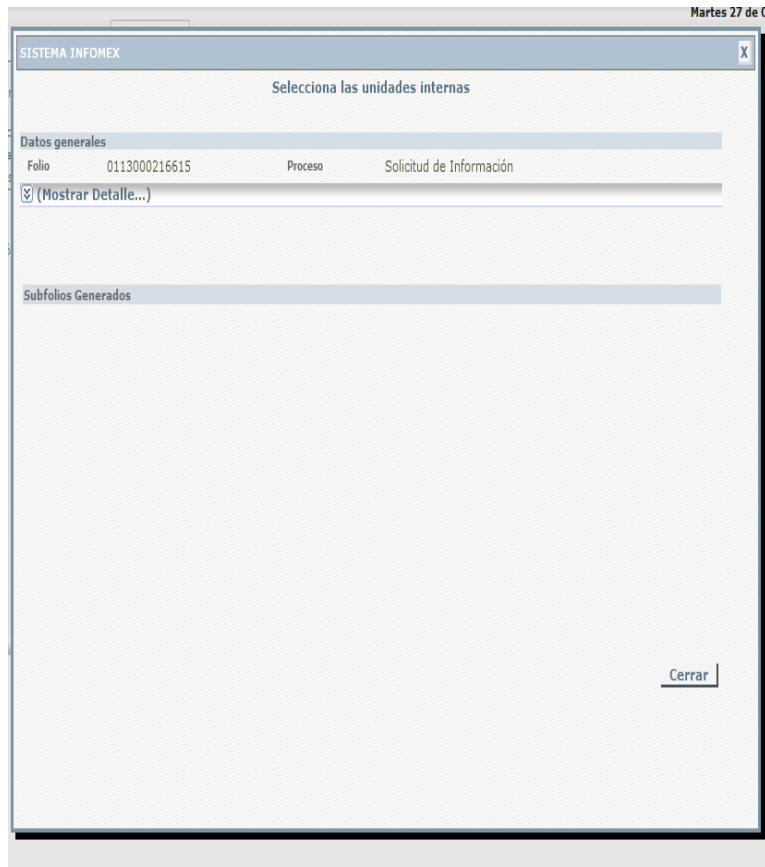 Martes 27 de
SISTEMA INFOMEX X
Selecciona las unidades internas
Datos generales
Folio 0113000216615 Proceso Solicitud de Información
(Mostrar Detalle...)
Subfolios Generados
Cerrar